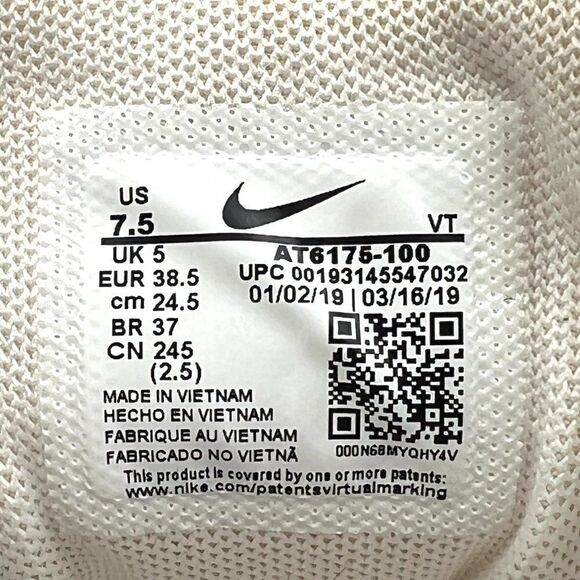 US
7.5 VT
UK 5 AT6175-100
EUR 38.5 UPC 00193145547032
cm 24.5 01/02/19 | 03/16/19
BR 37
CN 245
(2.5)
MADE IN VIETNAM
HECHO EN VIETNAM
FABRIQUE AU VIETNAM
FABRICADO NO VIETNÃ
000N68MYQHY4V
This product is covered by one or more patents:
www.nike.com/patentsvirtualmarking